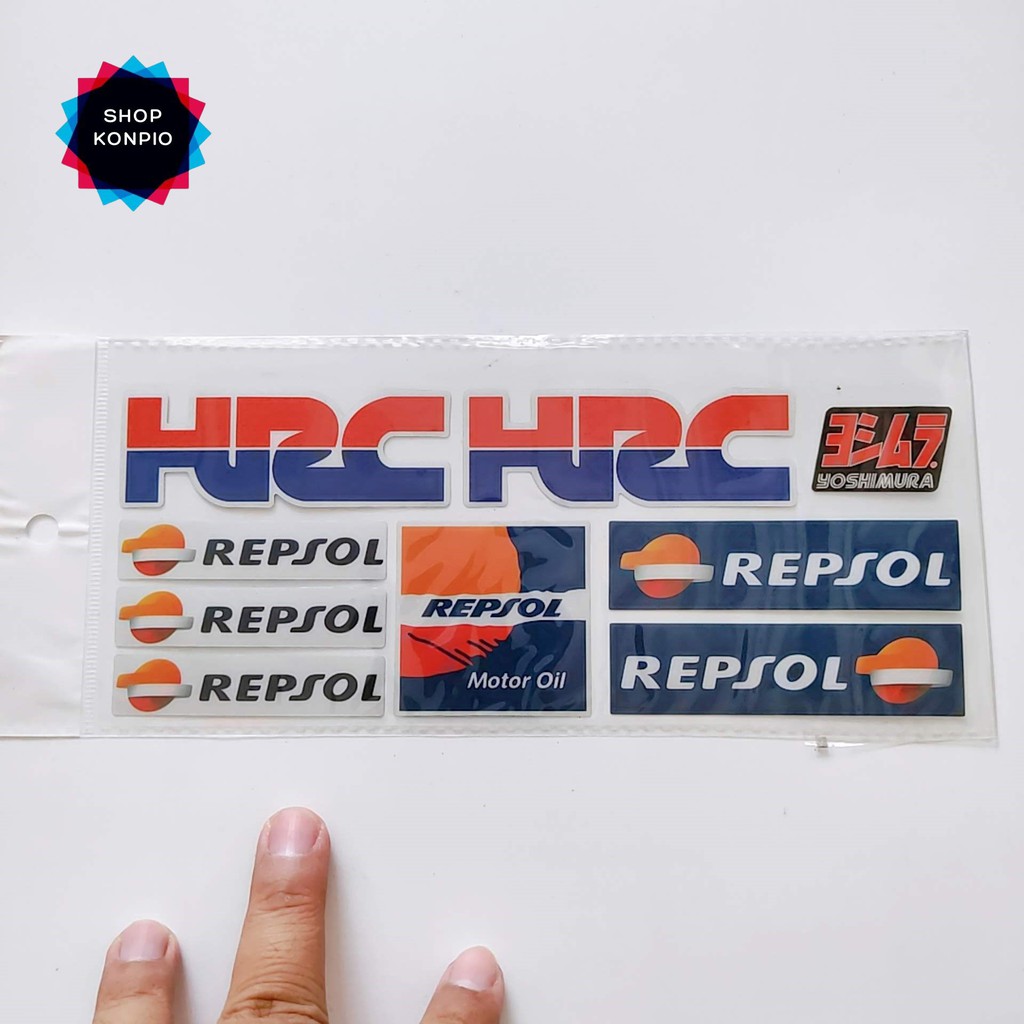 SHOP
KONPIO
HRC
HRC
ヨシムラ
YOSHIMURA
REPSOL
REPSOL
REPSOL
REPSOL
Motor Oil
REPSOL
REPSOL